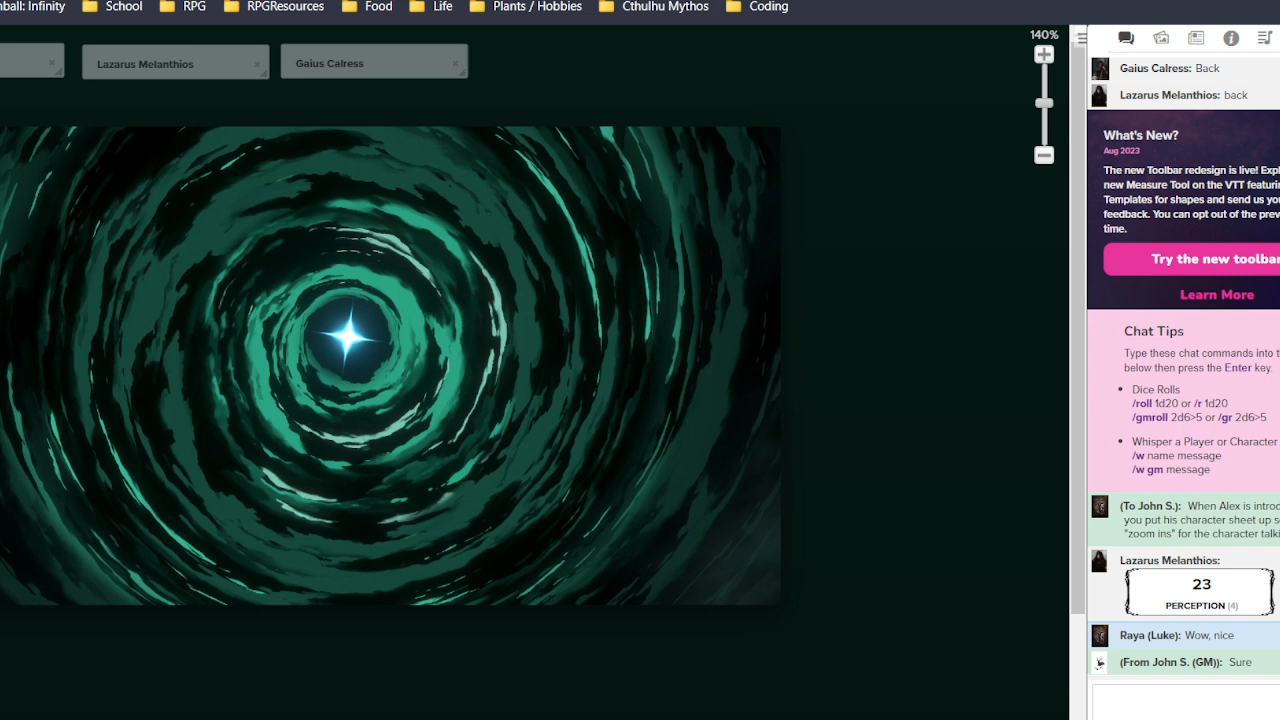 nball: Infinity School RPG RPGResources Food Life Plants / Hobbies Cthulhu Mythos Coding
140%
Lazarus Melanthios
Gaius Calress
Gaius Calress: Back
Lazarus Melanthios: back
What's New?
Aug 2023
The new Toolbar redesign is live! Expl
new Measure Tool on the VTT featurin
Templates for shapes and send us you
feedback. You can opt out of the prev
time.
Try the new toolbar
Learn More
Chat Tips
Type these chat commands into t
below then press the Enter key.
Dice Rolls
/roll 1d20 or /r 1d20
/gmroll 2d6>5 or /gr 2d6>5
Whisper a Player or Character
/w name message
/w gm message
(To John S.): When Alex is introd
you put his character sheet up s
"zoom ins" for the character talki
Lazarus Melanthios:
23
PERCEPTION (4)
Raya (Luke): Wow, nice
(From John S. (GM)): Sure